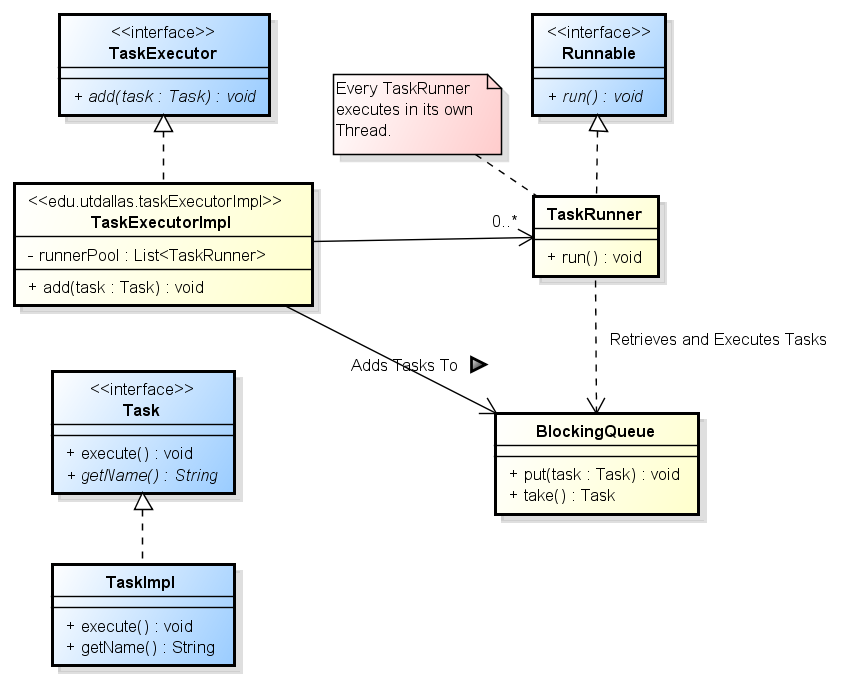 <<interface>>
TaskExecutor
+ add(task : Task) : void
<<interface>>
Runnable
+ run() : void
Every TaskRunner
executes in its own
Thread.
<<edu.utdallas.taskExecutorImpl>>
TaskExecutorImpl
- runnerPool : List<TaskRunner>
+ add(task : Task) : void
0..*
TaskRunner
+ run() : void
Retrieves and Executes Tasks
Adds Tasks To
<<interface>>
Task
+ execute() : void
+ getName() : String
BlockingQueue
+ put(task : Task) : void
+ take() : Task
TaskImpl
+ execute() : void
+ getName() : String